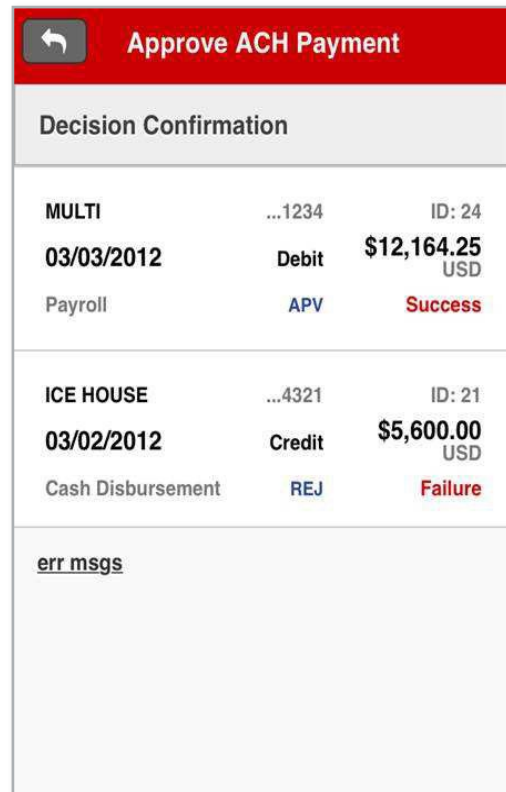 Approve ACH Payment
Decision Confirmation
MULTI ...1234 ID: 24
03/03/2012 Debit $12,164.25
USD
Payroll APV Success
ICE HOUSE ...4321 ID: 21
03/02/2012 Credit $5,600.00
USD
Cash Disbursement REJ Failure
err msgs